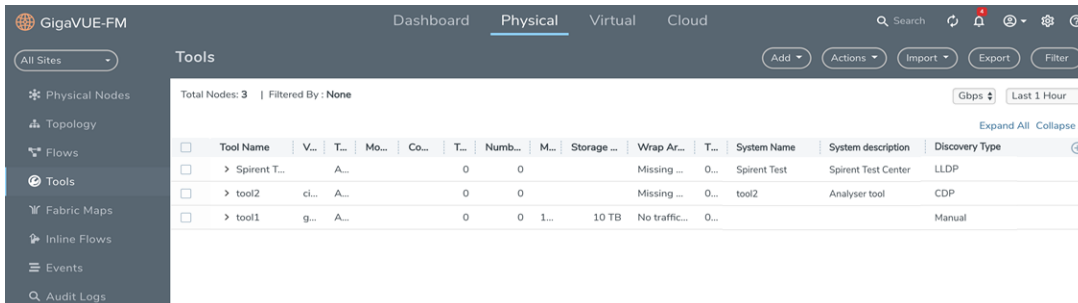 GigaVUE-FM Dashboard Physical Virtual Cloud Search 4
All Sites Tools Add Actions Import Export Filter
Physical Nodes
Topology
Flows
Tools
Fabric Maps
Inline Flows
Events
Audit Logs
Total Nodes: 3 | Filtered By : None Gbps Last 1 Hour
Expand All Collapse
Tool Name V... T... Mo... Co... T... Numb... M... Storage ... Wrap Ar... T... System Name System description Discovery Type
> Spirent T... A... 0 0 Missing ... 0... Spirent Test Spirent Test Center LLDP
> tool2 ci... A... 0 0 Missing ... 0... tool2 Analyser tool CDP
> tool1 g... A... 0 0 1... 10 TB No traffic... 0... Manual